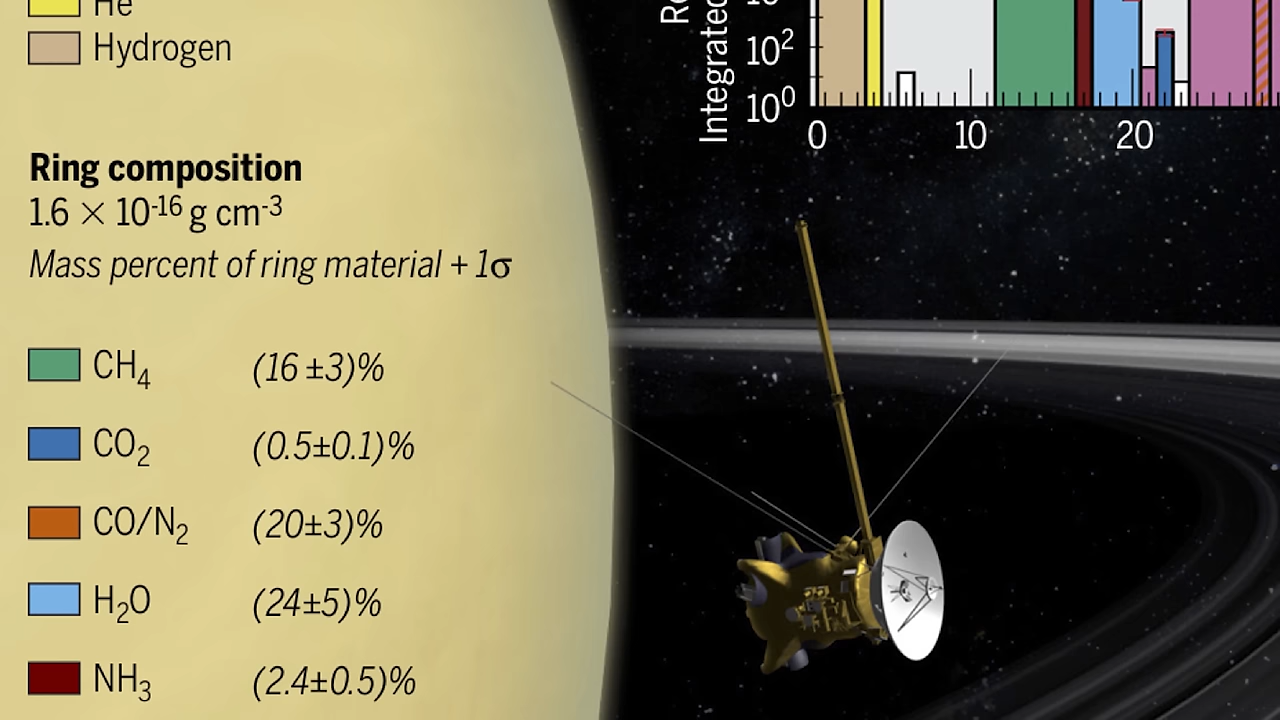 He
Hydrogen
Ring composition
1.6 × 10⁻¹⁶ g cm⁻³
Mass percent of ring material + 1σ
CH₄ (16 ±3)%
CO₂ (0.5±0.1)%
CO/N₂ (20±3)%
H₂O (24±5)%
NH₃ (2.4±0.5)%
Integrated
10²
10⁰
0 10 20